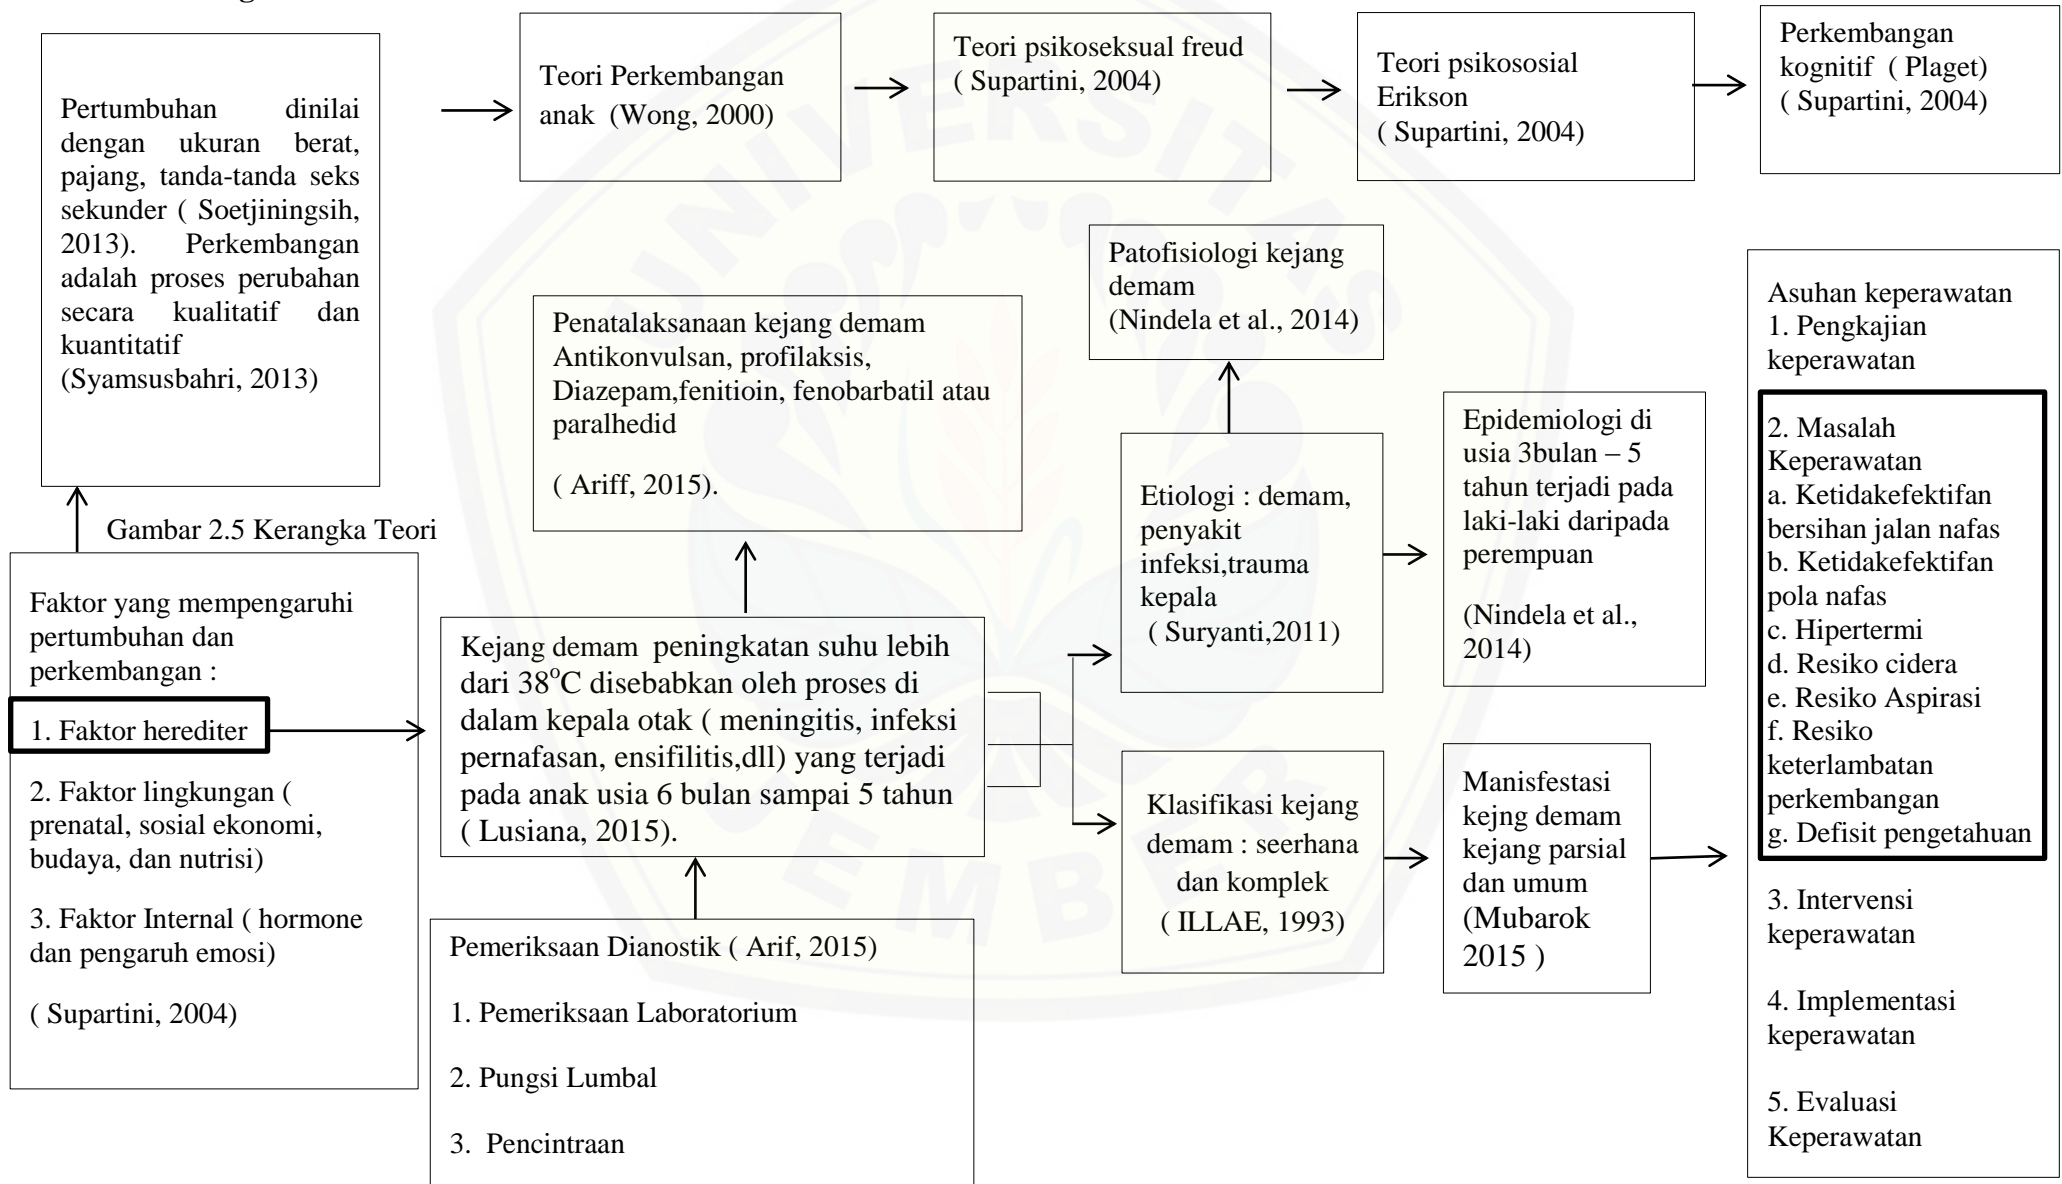 Pertumbuhan dinilai
dengan ukuran berat,
pajang, tanda-tanda seks
sekunder ( Soetjiningsih,
2013). Perkembangan
adalah proses perubahan
secara kualitatif dan
kuantitatif
(Syamsusbahri, 2013)
Teori Perkembangan
anak (Wong, 2000)
Teori psikoseksual freud
( Supartini, 2004)
Teori psikososial
Erikson
( Supartini, 2004)
Perkembangan
kognitif ( Plaget)
( Supartini, 2004)
Penatalaksanaan kejang demam
Antikonvulsan, profilaksis,
Diazepam,fenitioin, fenobarbatil atau
paralhedid
( Ariff, 2015).
Patofisiologi kejang
demam
(Nindela et al., 2014)
Etiologi : demam,
penyakit
infeksi,trauma
kepala
( Suryanti,2011)
Epidemiologi di
usia 3bulan – 5
tahun terjadi pada
laki-laki daripada
perempuan
(Nindela et al.,
2014)
Gambar 2.5 Kerangka Teori
Faktor yang mempengaruhi
pertumbuhan dan
perkembangan :
1. Faktor herediter
2. Faktor lingkungan (
prenatal, sosial ekonomi,
budaya, dan nutrisi)
3. Faktor Internal ( hormone
dan pengaruh emosi)
( Supartini, 2004)
Kejang demam peningkatan suhu lebih
dari 38°C disebabkan oleh proses di
dalam kepala otak ( meningitis, infeksi
pernafasan, ensifilitis,dll) yang terjadi
pada anak usia 6 bulan sampai 5 tahun
( Lusiana, 2015).
Pemeriksaan Dianostik ( Arif, 2015)
1. Pemeriksaan Laboratorium
2. Pungsi Lumbal
3. Pencintraan
Klasifikasi kejang
demam : seerhana
dan komplek
( ILLAE, 1993)
Manisfestasi
kejng demam
kejang parsial
dan umum
(Mubarok
2015 )
Asuhan keperawatan
1. Pengkajian
keperawatan
2. Masalah
Keperawatan
a. Ketidakefektifan
bersihan jalan nafas
b. Ketidakefektifan
pola nafas
c. Hipertermi
d. Resiko cidera
e. Resiko Aspirasi
f. Resiko
keterlambatan
perkembangan
g. Defisit pengetahuan
3. Intervensi
keperawatan
4. Implementasi
keperawatan
5. Evaluasi
Keperawatan
UNIVERSITAS
JEMBER